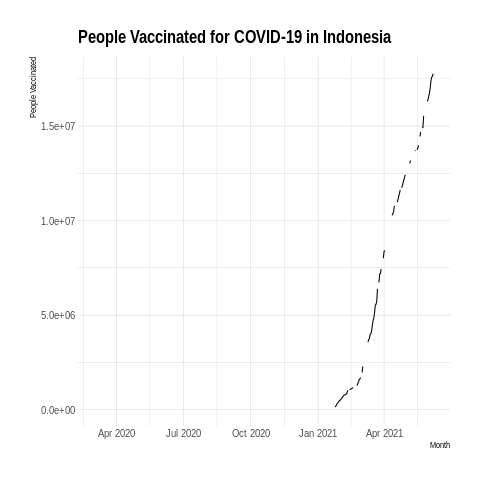 People Vaccinated for COVID-19 in Indonesia
People Vaccinated
1.5e+07
1.0e+07
5.0e+06
0.0e+00
Apr 2020 Jul 2020 Oct 2020 Jan 2021 Apr 2021
Month